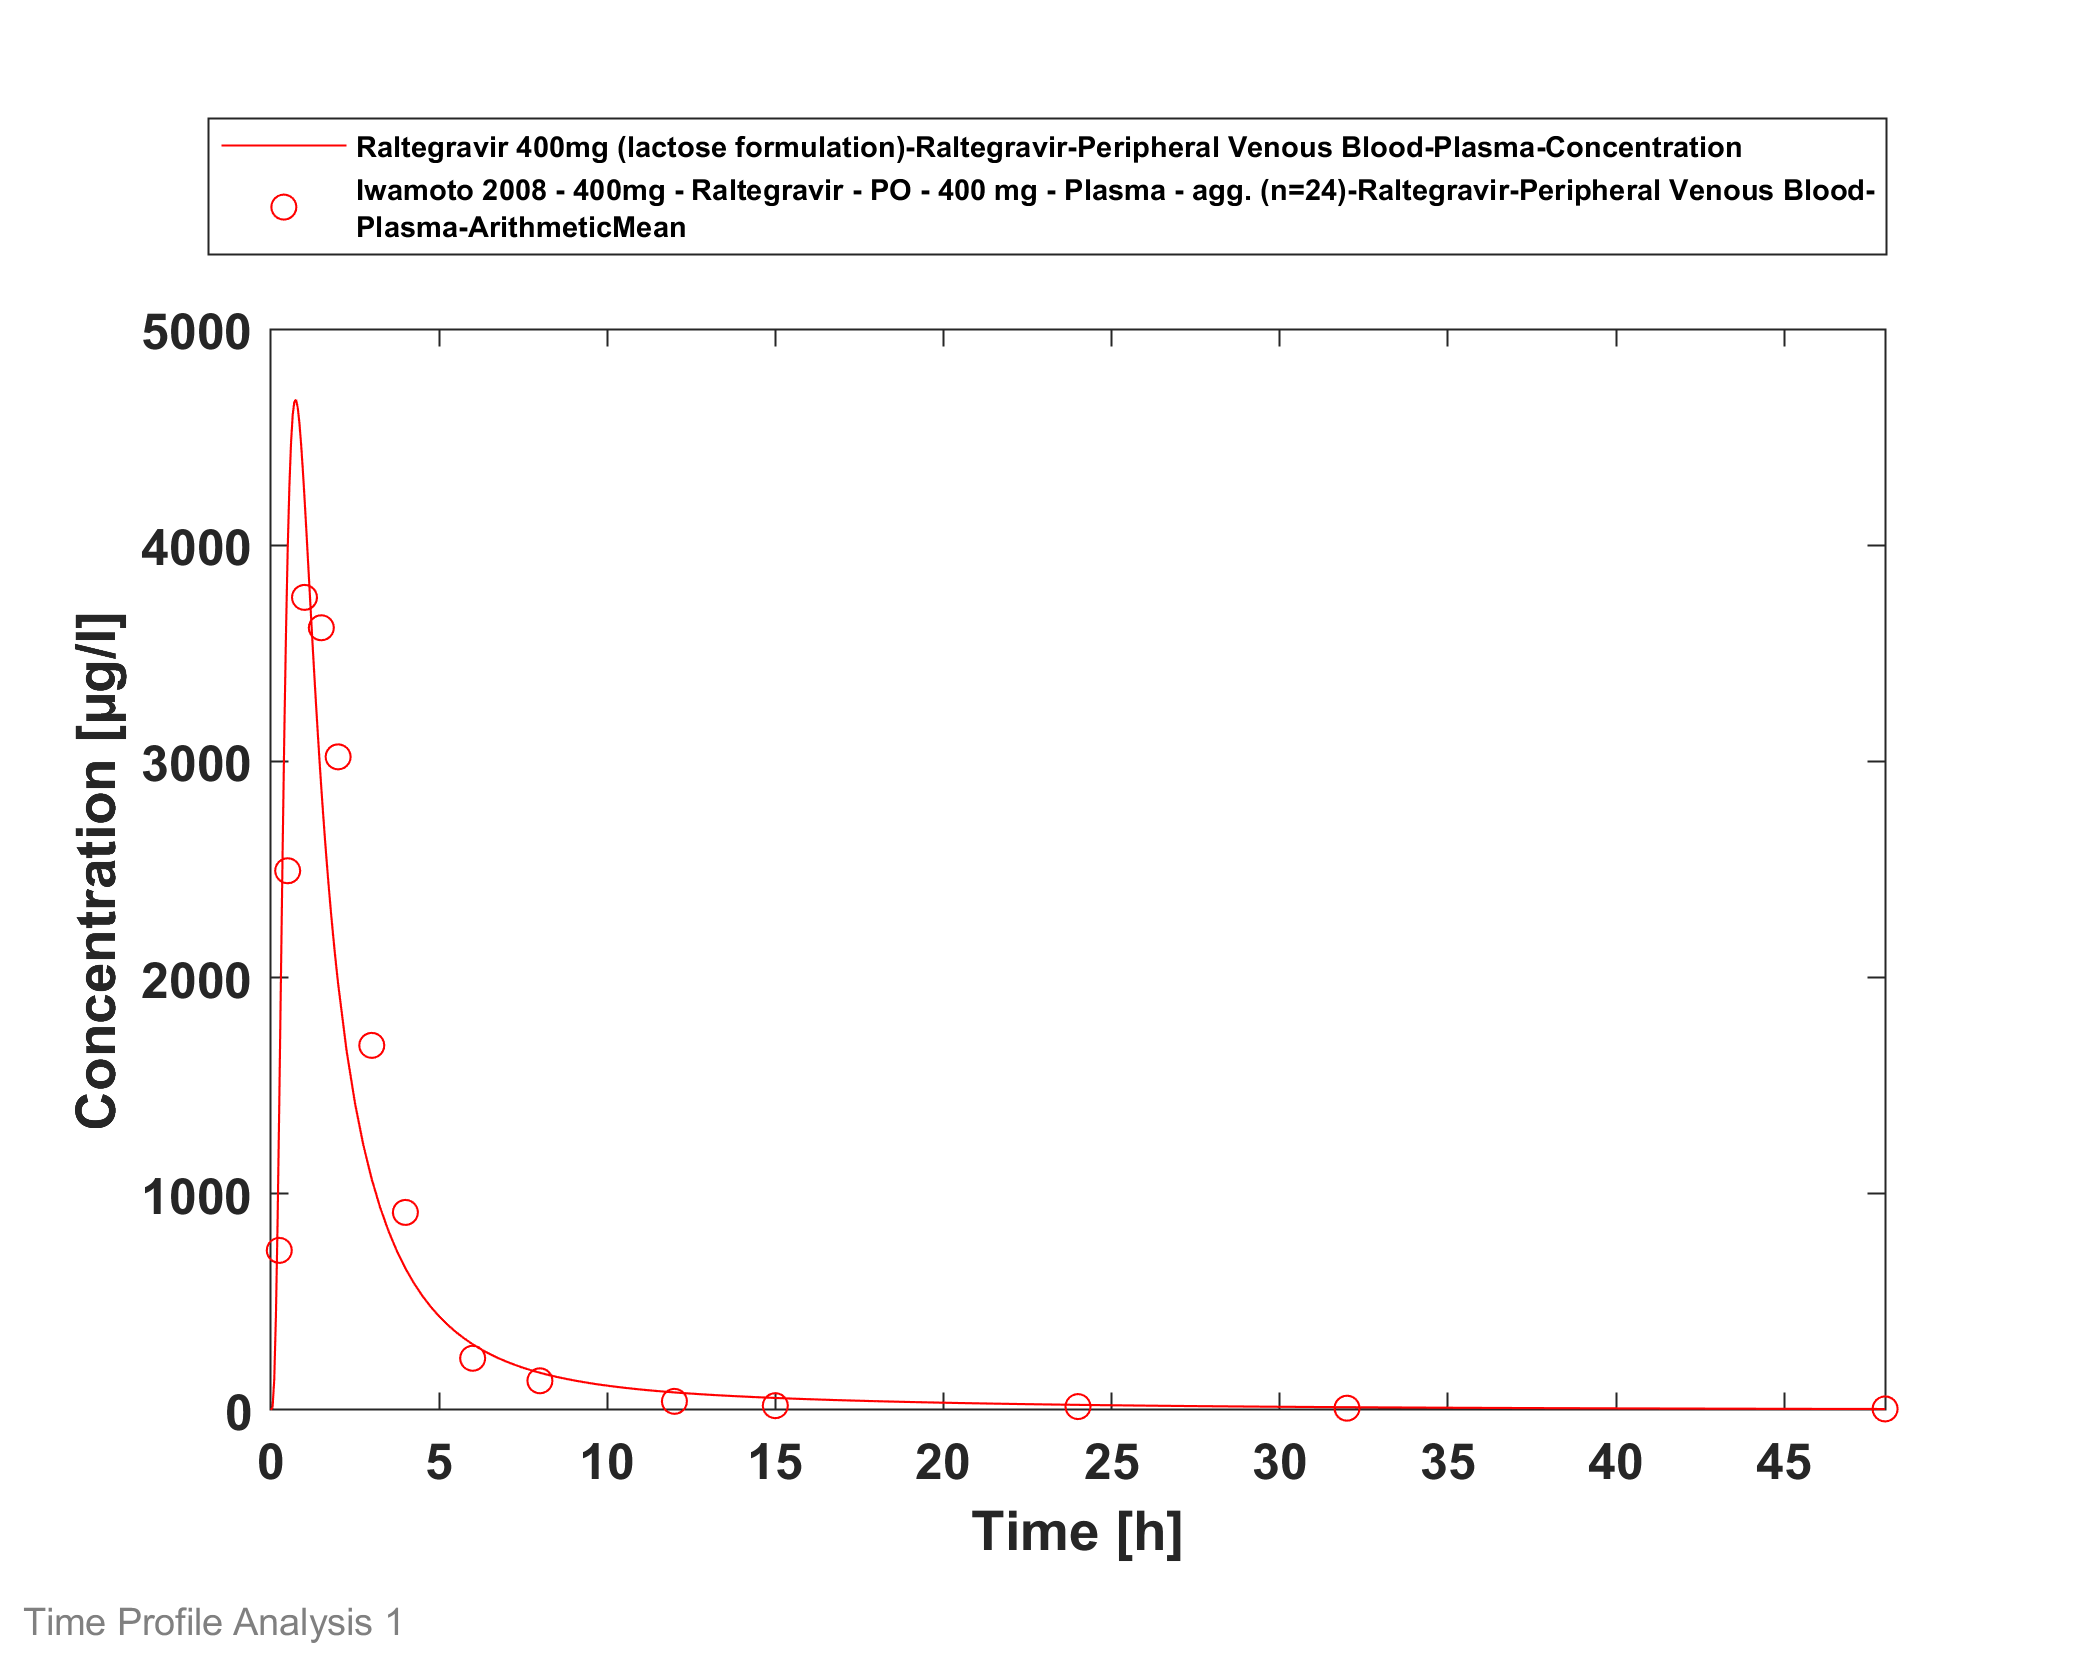 Raltegravir 400mg (lactose formulation)-Raltegravir-Peripheral Venous Blood-Plasma-Concentration
Iwamoto 2008 - 400mg - Raltegravir - PO - 400 mg - Plasma - agg. (n=24)-Raltegravir-Peripheral Venous Blood-
Plasma-ArithmeticMean
5000
4000
3000
2000
1000
0
Concentration [µg/l]
0 5 10 15 20 25 30 35 40 45
Time [h]
Time Profile Analysis 1